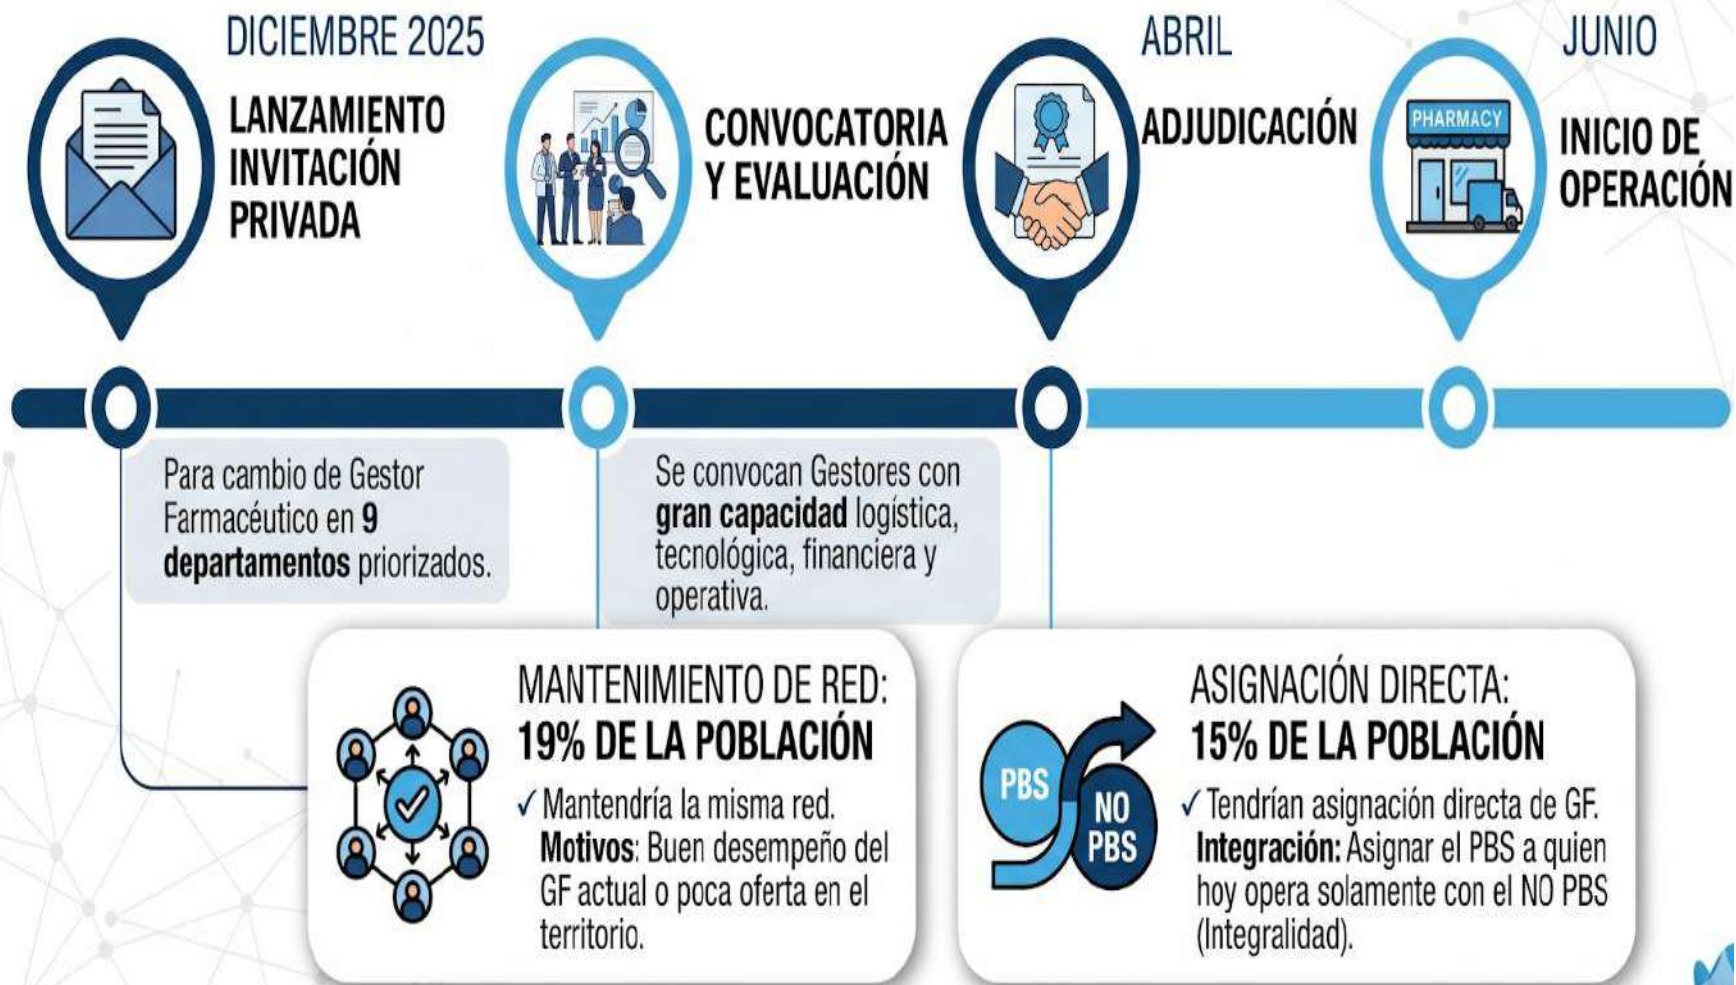 DICIEMBRE 2025
LANZAMIENTO
INVITACIÓN
PRIVADA
CONVOCATORIA
Y EVALUACIÓN
ABRIL
ADJUDICACIÓN
PHARMACY
JUNIO
INICIO DE
OPERACIÓN
Para cambio de Gestor
Farmacéutico en 9
departamentos priorizados.
Se convocan Gestores con
gran capacidad logística,
tecnológica, financiera y
operativa.
MANTENIMIENTO DE RED:
19% DE LA POBLACIÓN
✓ Mantendría la misma red.
Motivos: Buen desempeño del
GF actual o poca oferta en el
territorio.
PBS
NO
PBS
ASIGNACIÓN DIRECTA:
15% DE LA POBLACIÓN
✓ Tendrían asignación directa de GF.
Integración: Asignar el PBS a quien
hoy opera solamente con el NO PBS
(Integralidad).